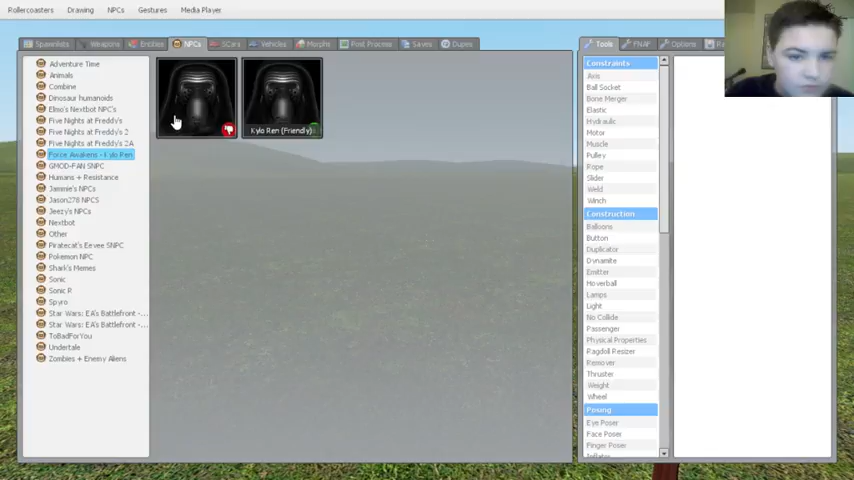 Rollercoasters Drawing NPCs Gestures Media Player
Spawnlists Weapons Entities NPCs SCars Vehicles Morphs Post Process Saves Dupes
Adventure Time
Animals
Combine
Dinosaur humanoids
Elmo's Nextbot NPC's
Five Nights at Freddy's
Five Nights at Freddy's 2
Five Nights at Freddy's 2A
Force Awakens - Kylo Ren
GMOD-FAN SNPC
Humans + Resistance
Jammie's NPCs
Jason278 NPCS
Jeezy's NPCs
Nextbot
Other
Piratecat's Eevee SNPC
Pokemon NPC
Shark's Memes
Sonic
Sonic R
Spyro
Star Wars: EA's Battlefront -...
Star Wars: EA's Battlefront -...
ToBadForYou
Undertale
Zombies + Enemy Aliens
Kylo Ren (Friendly)
Tools FNAF Options
Constraints
Axis
Ball Socket
Bone Merger
Elastic
Hydraulic
Motor
Muscle
Pulley
Rope
Slider
Weld
Winch
Construction
Balloons
Button
Duplicator
Dynamite
Emitter
Hoverball
Lamps
Light
No Collide
Passenger
Physical Properties
Ragdoll Resizer
Remover
Thruster
Weight
Wheel
Posing
Eye Poser
Face Poser
Finger Poser
Inflator